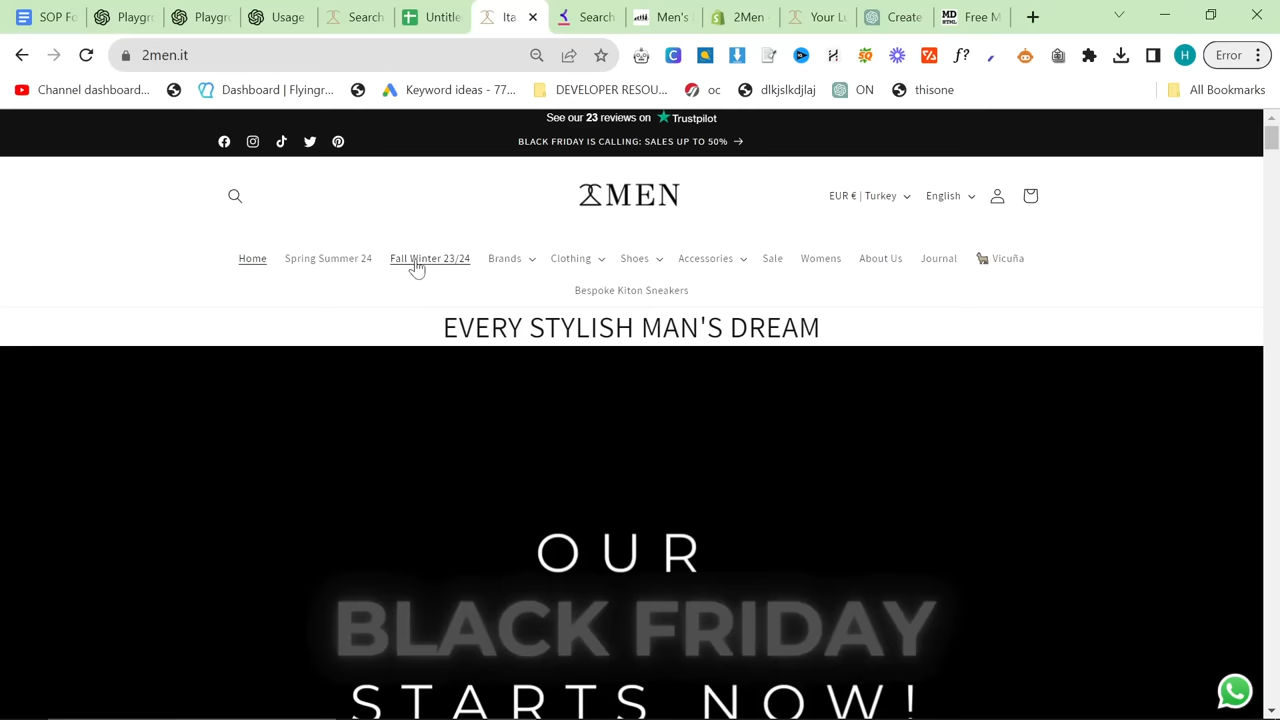 SOP Fo
Playgr
Playgr
Usage
Search
Untitle
Ita
Search
Men's
2Men -
Your Lu
Create
MD
HTML
Free M
2men.it
f?
H
Error
Channel dashboard...
Dashboard | Flyingr...
Keyword ideas - 77...
DEVELOPER RESOU...
oc
dlkjslkdjlaj
ON
thisone
All Bookmarks
See our 23 reviews on Trustpilot
BLACK FRIDAY IS CALLING: SALES UP TO 50%
2MEN
EUR € | Turkey
English
Home
Spring Summer 24
Fall Winter 23/24
Brands
Clothing
Shoes
Accessories
Sale
Womens
About Us
Journal
Vicuña
Bespoke Kiton Sneakers
EVERY STYLISH MAN'S DREAM
OUR
BLACK FRIDAY
STARTS NOW!